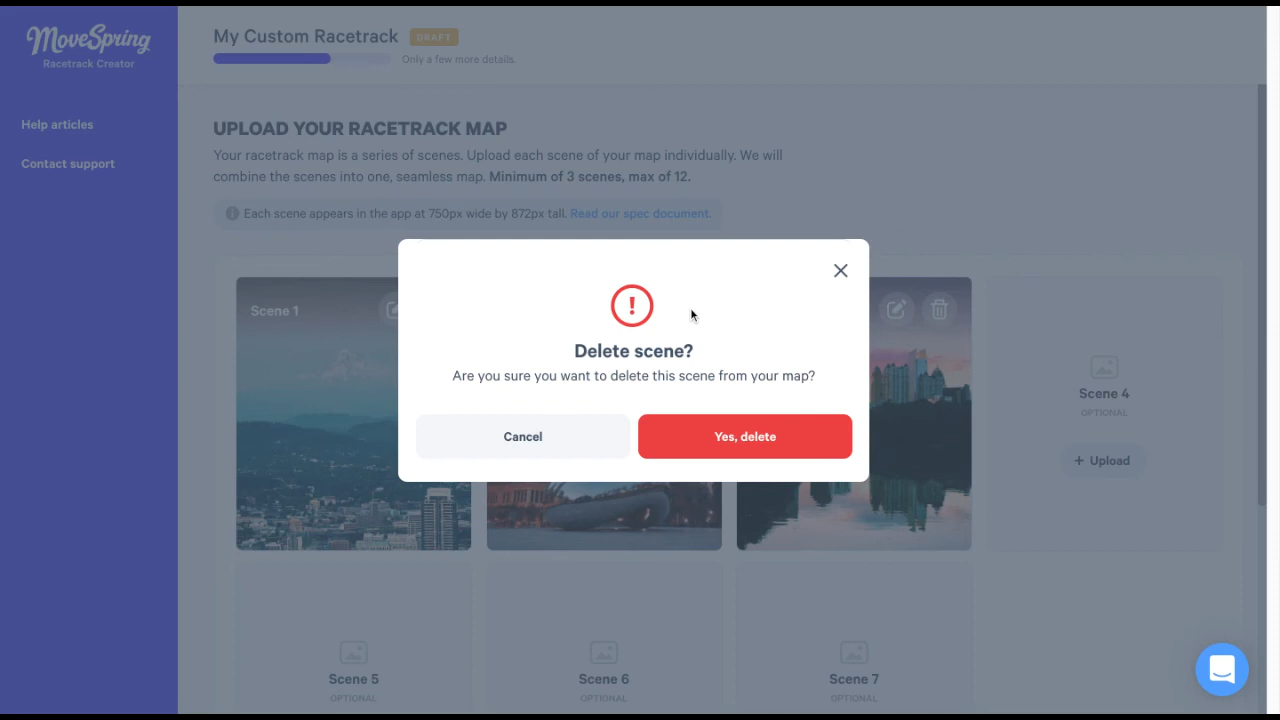 MoveSpring
Racetrack Creator
Help articles
Contact support
My Custom Racetrack DRAFT
Only a few more details.
UPLOAD YOUR RACETRACK MAP
Your racetrack map is a series of scenes. Upload each scene of your map individually. We will
combine the scenes into one, seamless map. Minimum of 3 scenes, max of 12.
Each scene appears in the app at 750px wide by 872px tall. Read our spec document.
Scene 1
Delete scene?
Are you sure you want to delete this scene from your map?
Cancel
Yes, delete
Scene 4
OPTIONAL
+ Upload
Scene 5
OPTIONAL
Scene 6
OPTIONAL
Scene 7
OPTIONAL